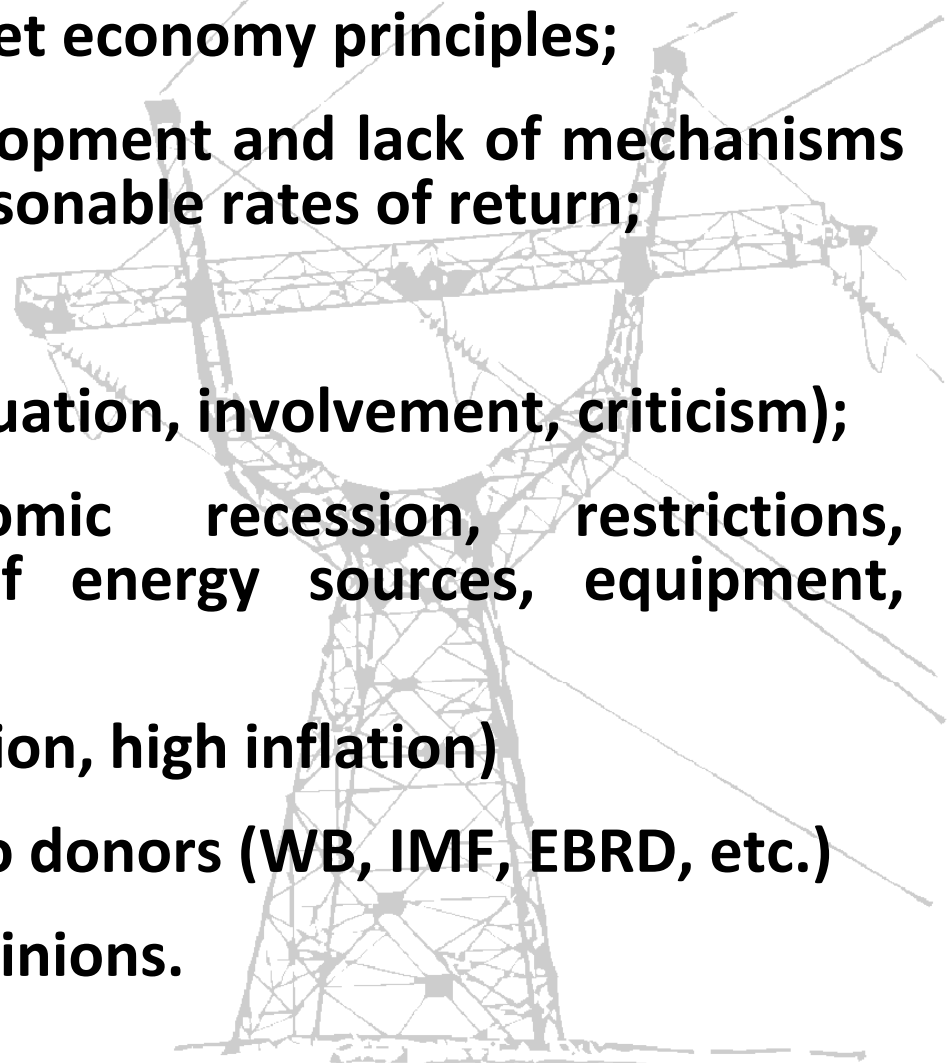 et economy principles;
opment and lack of mechanisms
sonable rates of return;
uation, involvement, criticism);
omic recession, restrictions,
f energy sources, equipment,
ion, high inflation)
o donors (WB, IMF, EBRD, etc.)
inions.